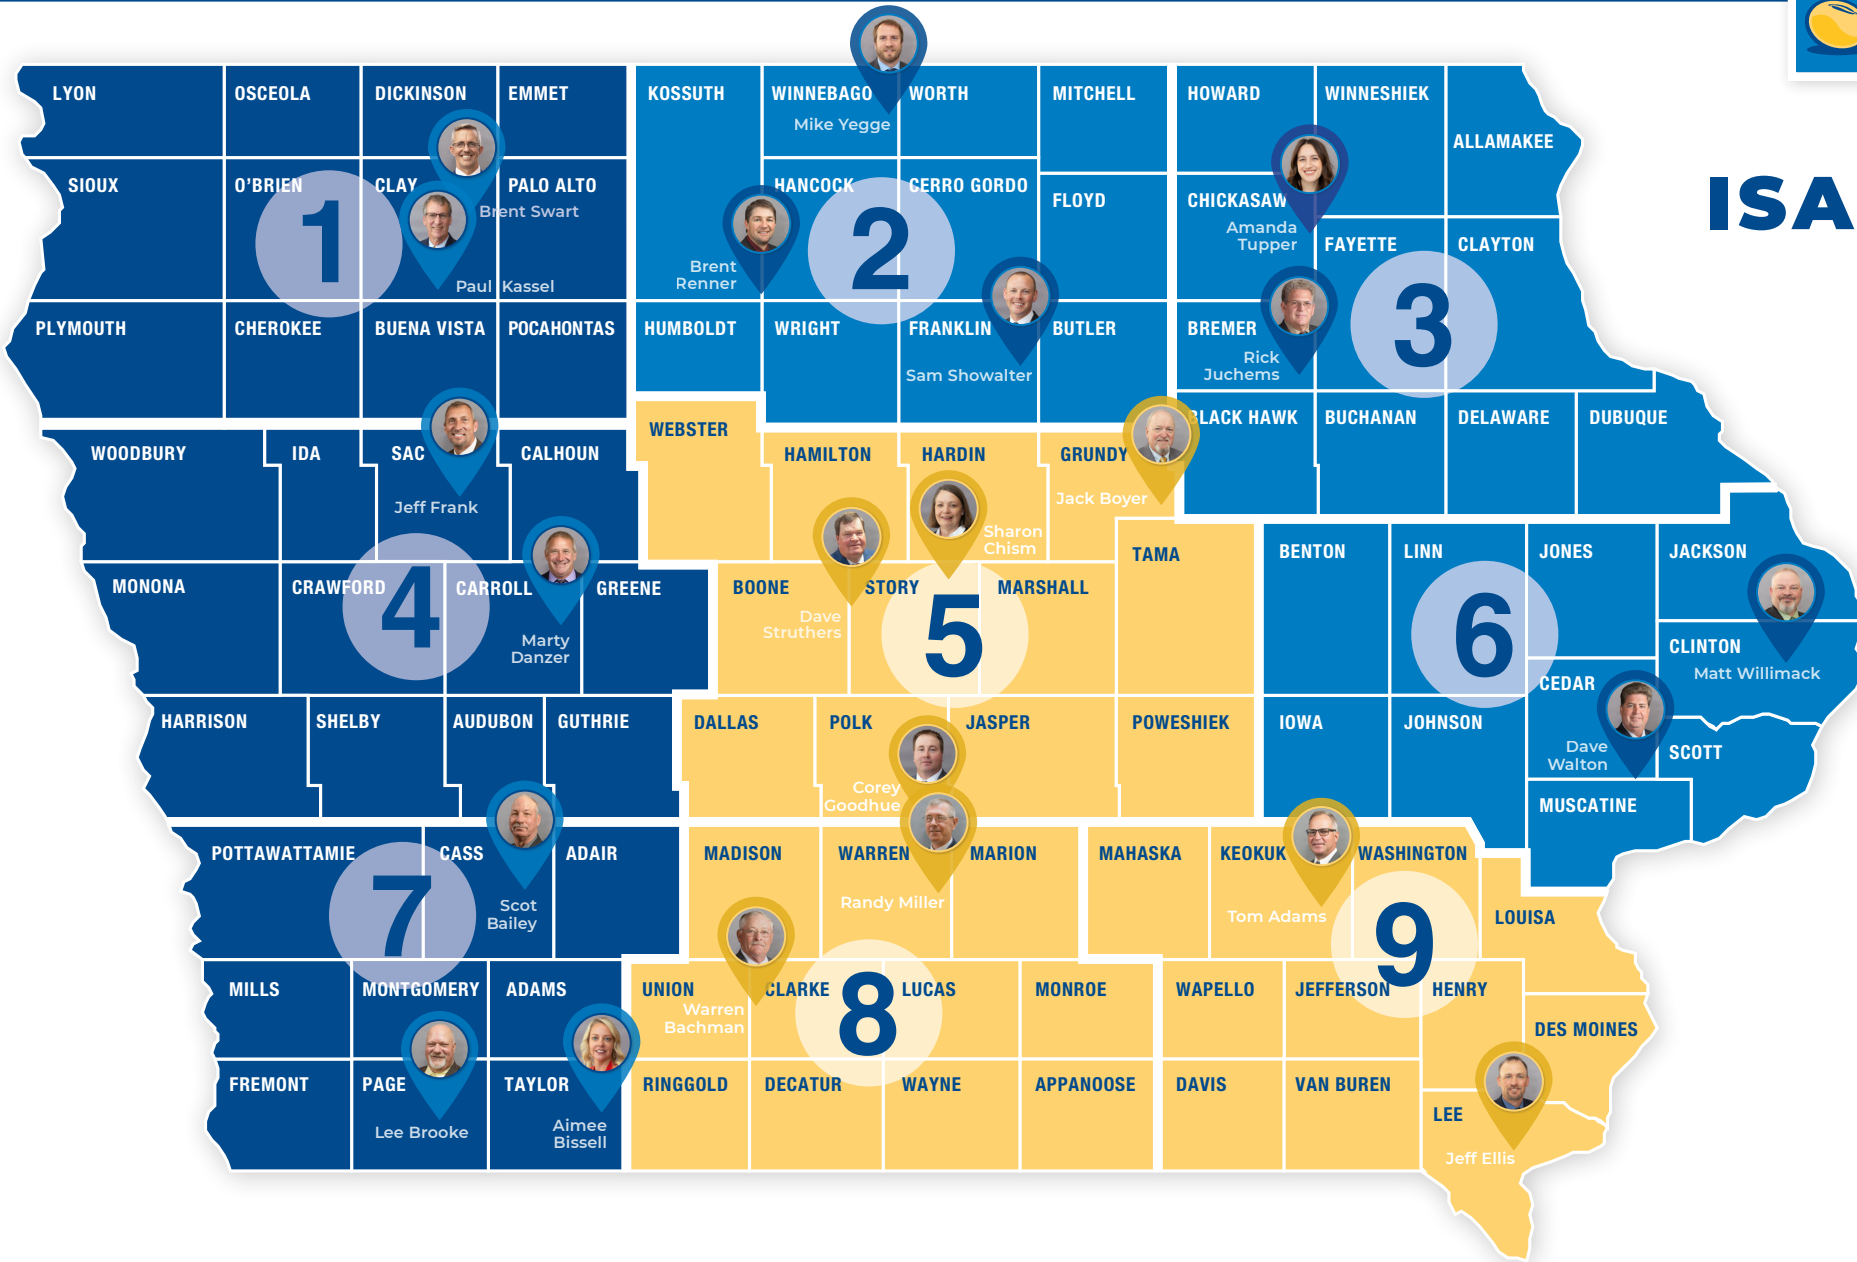 ISA
LYON
OSCEOLA
DICKINSON
EMMET
KOSSUTH
WINNEBAGO
WORTH
MITCHELL
HOWARD
WINNESHIEK
ALLAMAKEE
Mike Yegge
SIOUX
O'BRIEN
CLAY
PALO ALTO
HANCOCK
CERRO GORDO
FLOYD
CHICKASAW
Brent Swart
Amanda
Tupper
FAYETTE
CLAYTON
1
2
3
Brent
Renner
Paul Kassel
PLYMOUTH
CHEROKEE
BUENA VISTA
POCAHONTAS
HUMBOLDT
WRIGHT
FRANKLIN
BUTLER
BREMER
Rick
Juchems
Sam Showalter
WEBSTER
BLACK HAWK
BUCHANAN
DELAWARE
DUBUQUE
WOODBURY
IDA
SAC
CALHOUN
HAMILTON
HARDIN
GRUNDY
Jeff Frank
Jack Boyer
Sharon
Chism
TAMA
BENTON
LINN
JONES
JACKSON
MONONA
CRAWFORD
CARROLL
GREENE
BOONE
STORY
MARSHALL
4
5
6
Dave
Struthers
Marty
Danzer
CLINTON
Matt Willimack
CEDAR
HARRISON
SHELBY
AUDUBON
GUTHRIE
DALLAS
POLK
JASPER
POWESHIEK
IOWA
JOHNSON
Dave
Walton
SCOTT
Corey
Goodhue
MUSCATINE
POTTAWATTAMIE
CASS
ADAIR
MADISON
WARREN
MARION
MAHASKA
KEOKUK
WASHINGTON
7
Scot
Bailey
Randy Miller
Tom Adams
9
LOUISA
MILLS
MONTGOMERY
ADAMS
UNION
CLARKE
8
LUCAS
MONROE
WAPELLO
JEFFERSON
HENRY
Warren
Bachman
DES MOINES
FREMONT
PAGE
TAYLOR
RINGGOLD
DECATUR
WAYNE
APPANOOSE
DAVIS
VAN BUREN
LEE
Lee Brooke
Aimee
Bissell
Jeff Ellis